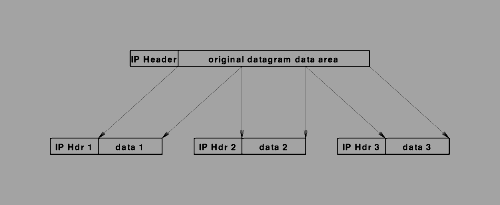 IP Header original datagram data area
IP Hdr 1 data 1 IP Hdr 2 data 2 IP Hdr 3 data 3